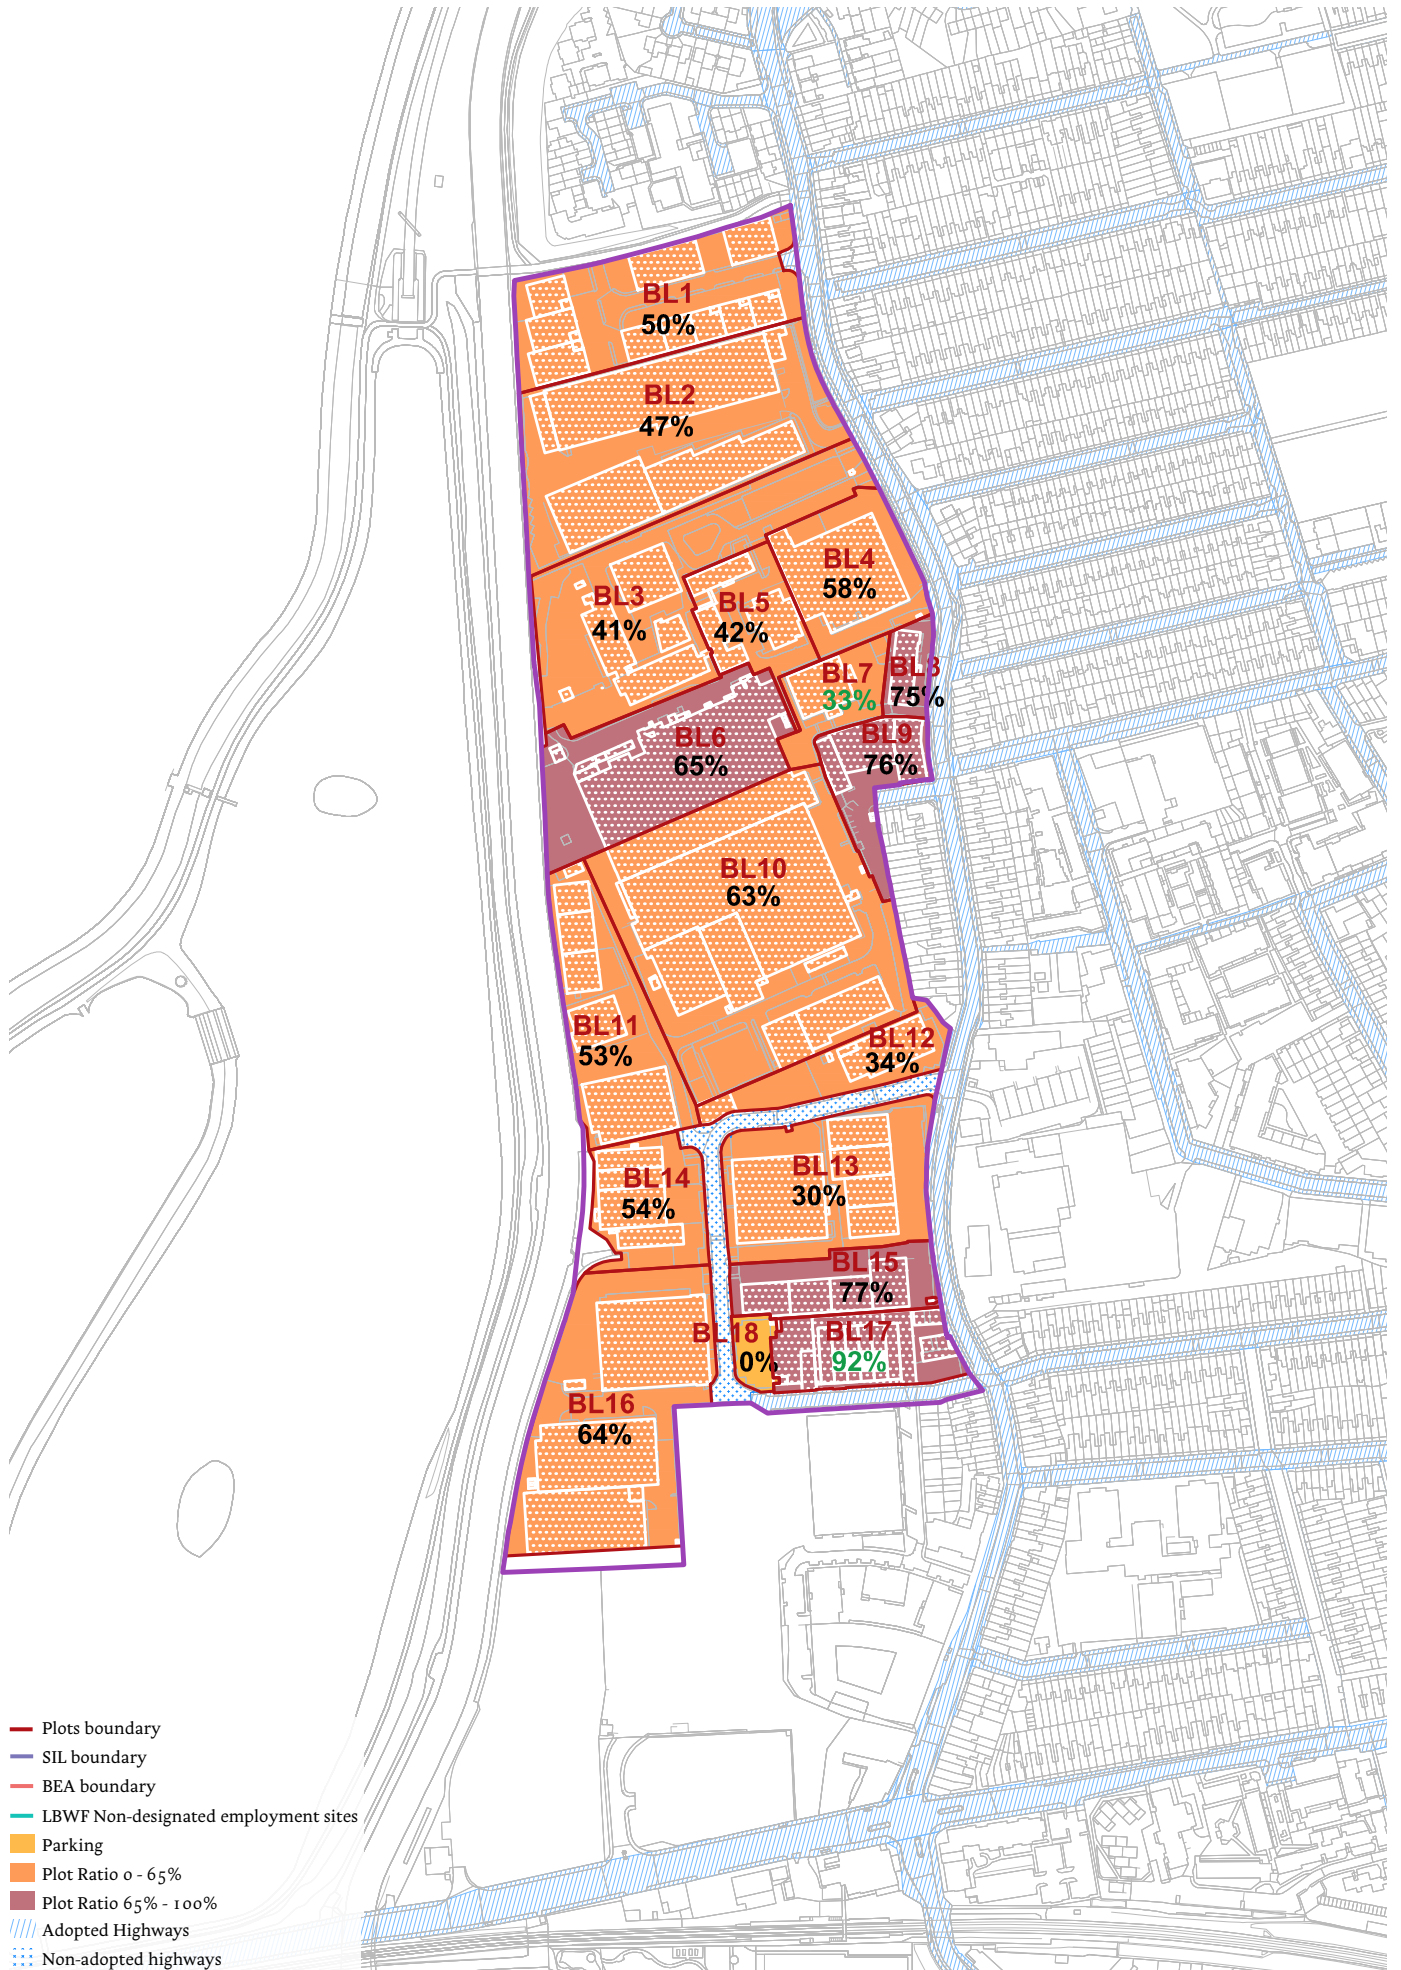 BL1
50%
BL2
47%
BL4
58%
BL3
41%
BL5
42%
BL7
33%
BL8
75%
BL6
65%
BL9
76%
BL10
63%
BL11
53%
BL12
34%
BL13
30%
BL14
54%
BL15
77%
BL18
0%
BL17
92%
BL16
64%
Plots boundary
SIL boundary
BEA boundary
LBWF Non-designated employment sites
Parking
Plot Ratio 0 - 65%
Plot Ratio 65% - 100%
Adopted Highways
Non-adopted highways